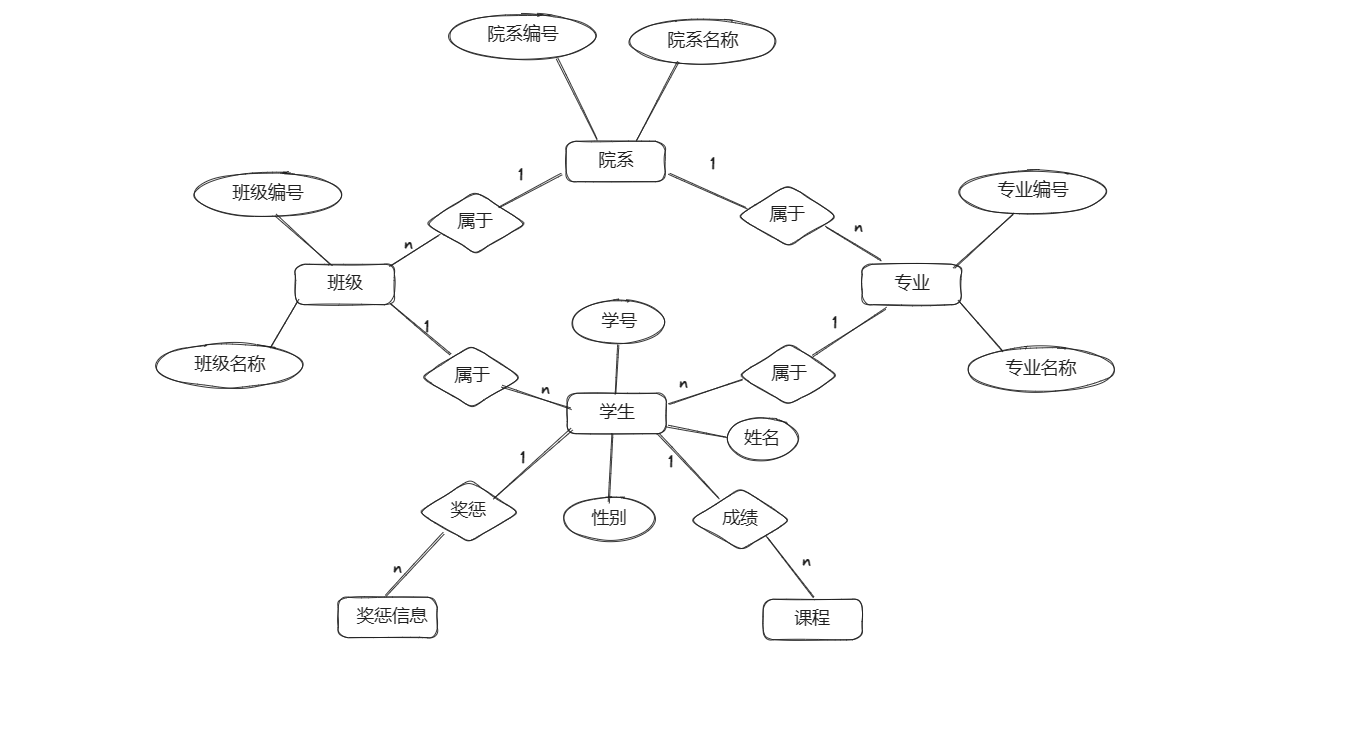 院系编号
院系名称
院系
1
1
班级编号
专业编号
属于
属于
n
n
班级
专业
学号
1
1
班级名称
属于
属于
专业名称
n
n
学生
姓名
1
1
奖惩
性别
成绩
n
n
奖惩信息
课程